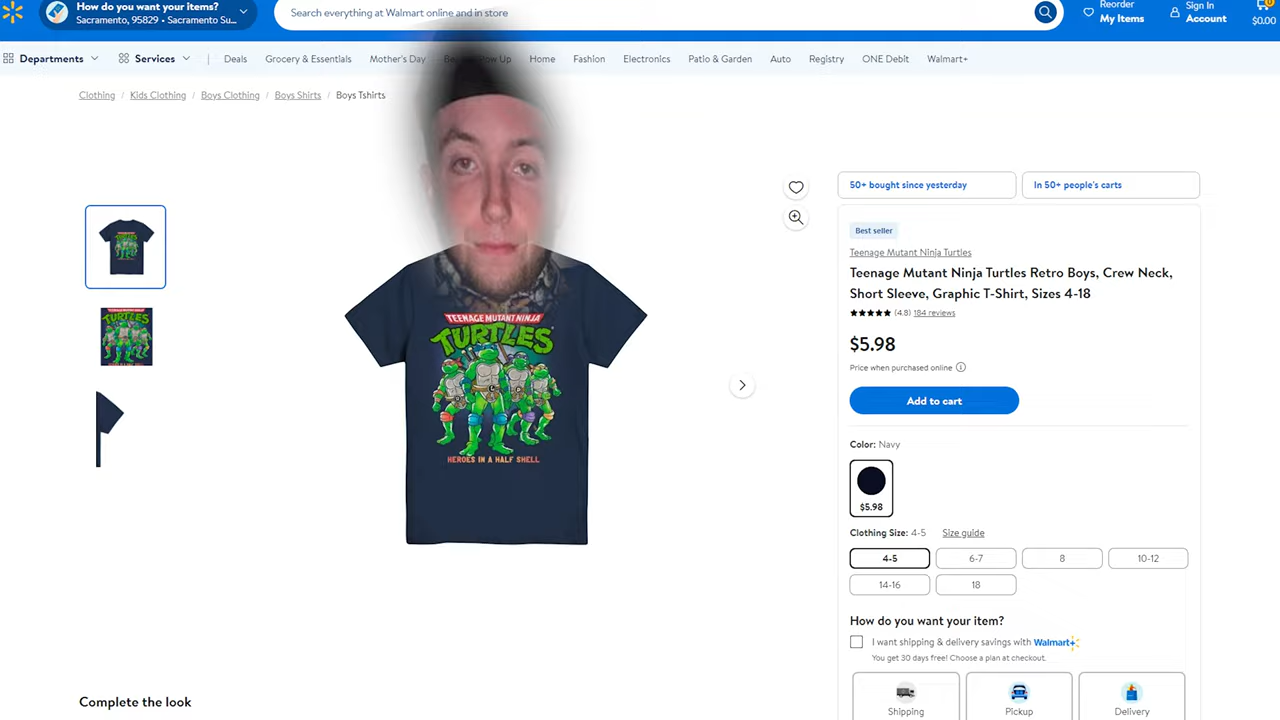 How do you want your items?
Sacramento, 95829 • Sacramento Su...
Search everything at Walmart online and in store
Reorder
My Items
Sign In
Account
0
$0.00
Departments
Services
Deals
Grocery & Essentials
Mother's Day
Up
Home
Fashion
Electronics
Patio & Garden
Auto
Registry
ONE Debit
Walmart+
Clothing / Kids Clothing / Boys Clothing / Boys Shirts / Boys Tshirts
50+ bought since yesterday
In 50+ people's carts
Best seller
Teenage Mutant Ninja Turtles
Teenage Mutant Ninja Turtles Retro Boys, Crew Neck,
Short Sleeve, Graphic T-Shirt, Sizes 4-18
(4.8) 184 reviews
$5.98
Price when purchased online
Add to cart
Color: Navy
$5.98
Clothing Size: 4-5
Size guide
4-5
6-7
8
10-12
14-16
18
How do you want your item?
I want shipping & delivery savings with Walmart+
You get 30 days free! Choose a plan at checkout.
Shipping
Pickup
Delivery
TEENAGE MUTANT NINJA
TURTLES
HEROES IN A HALF SHELL
Complete the look